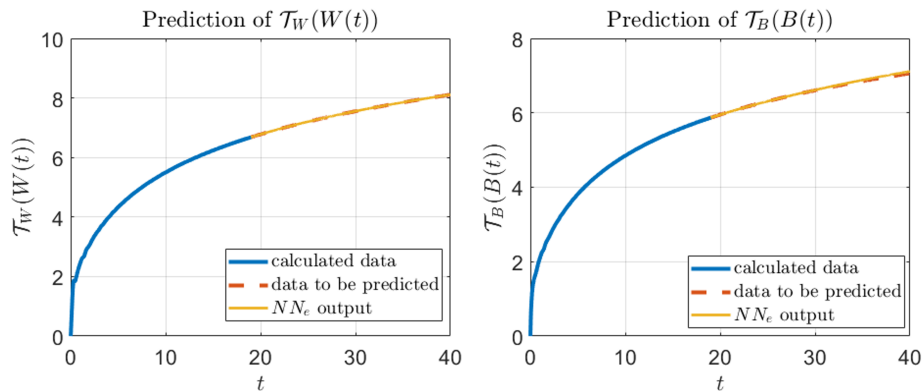 Prediction of 𝒯_W(W(t))
10
8
6
4
2
0
0 10 20 30 40
t
𝒯_W(W(t))
calculated data
data to be predicted
NN_e output
Prediction of 𝒯_B(B(t))
8
6
4
2
0
0 10 20 30 40
t
𝒯_B(B(t))
calculated data
data to be predicted
NN_e output